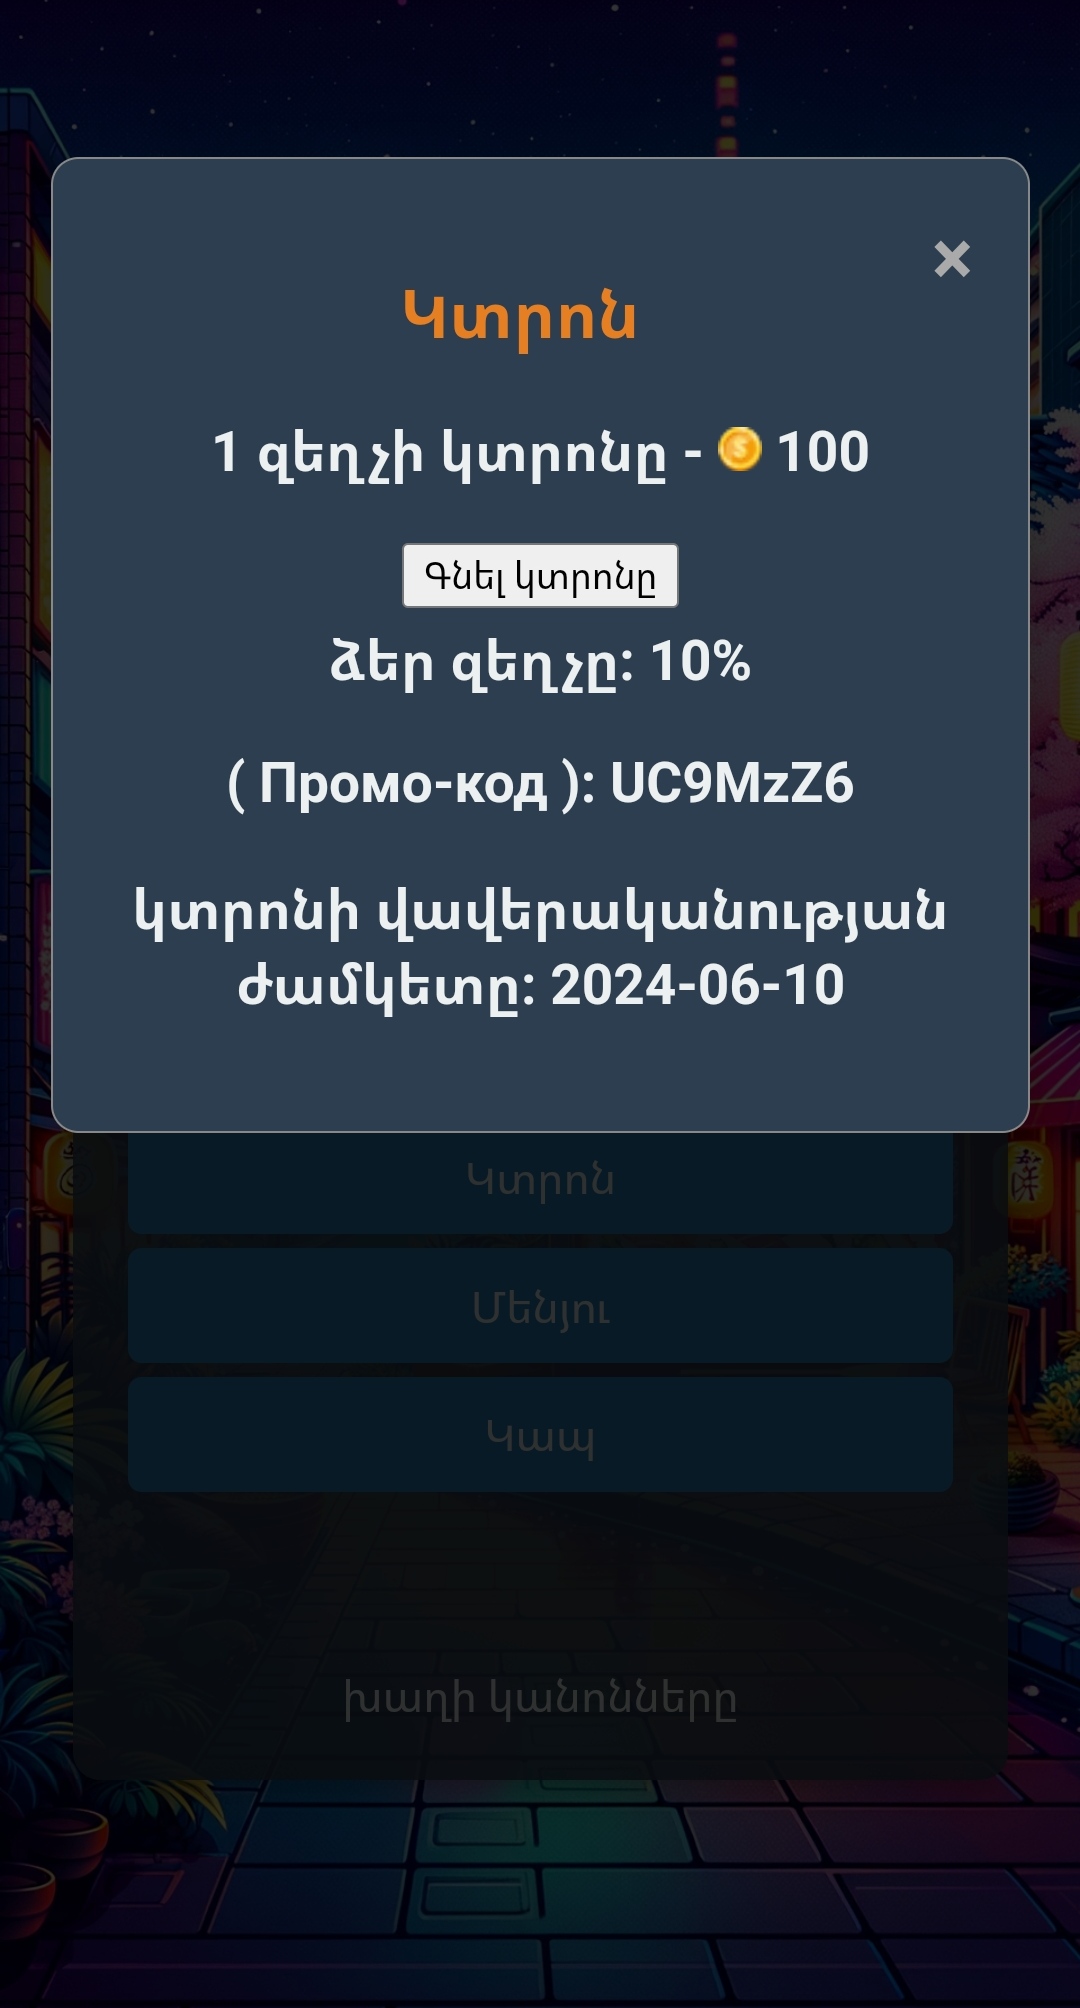 ×
Կտրոն
1 զեղչի կտրոնը - 100
Գնել կտրոնը
ձեր զեղչը: 10%
( Промо-код ): UC9MzZ6
կտրոնի վավերականության
ժամկետը: 2024-06-10
Կտրոն
Մենյու
Կապ
խաղի կանոնները